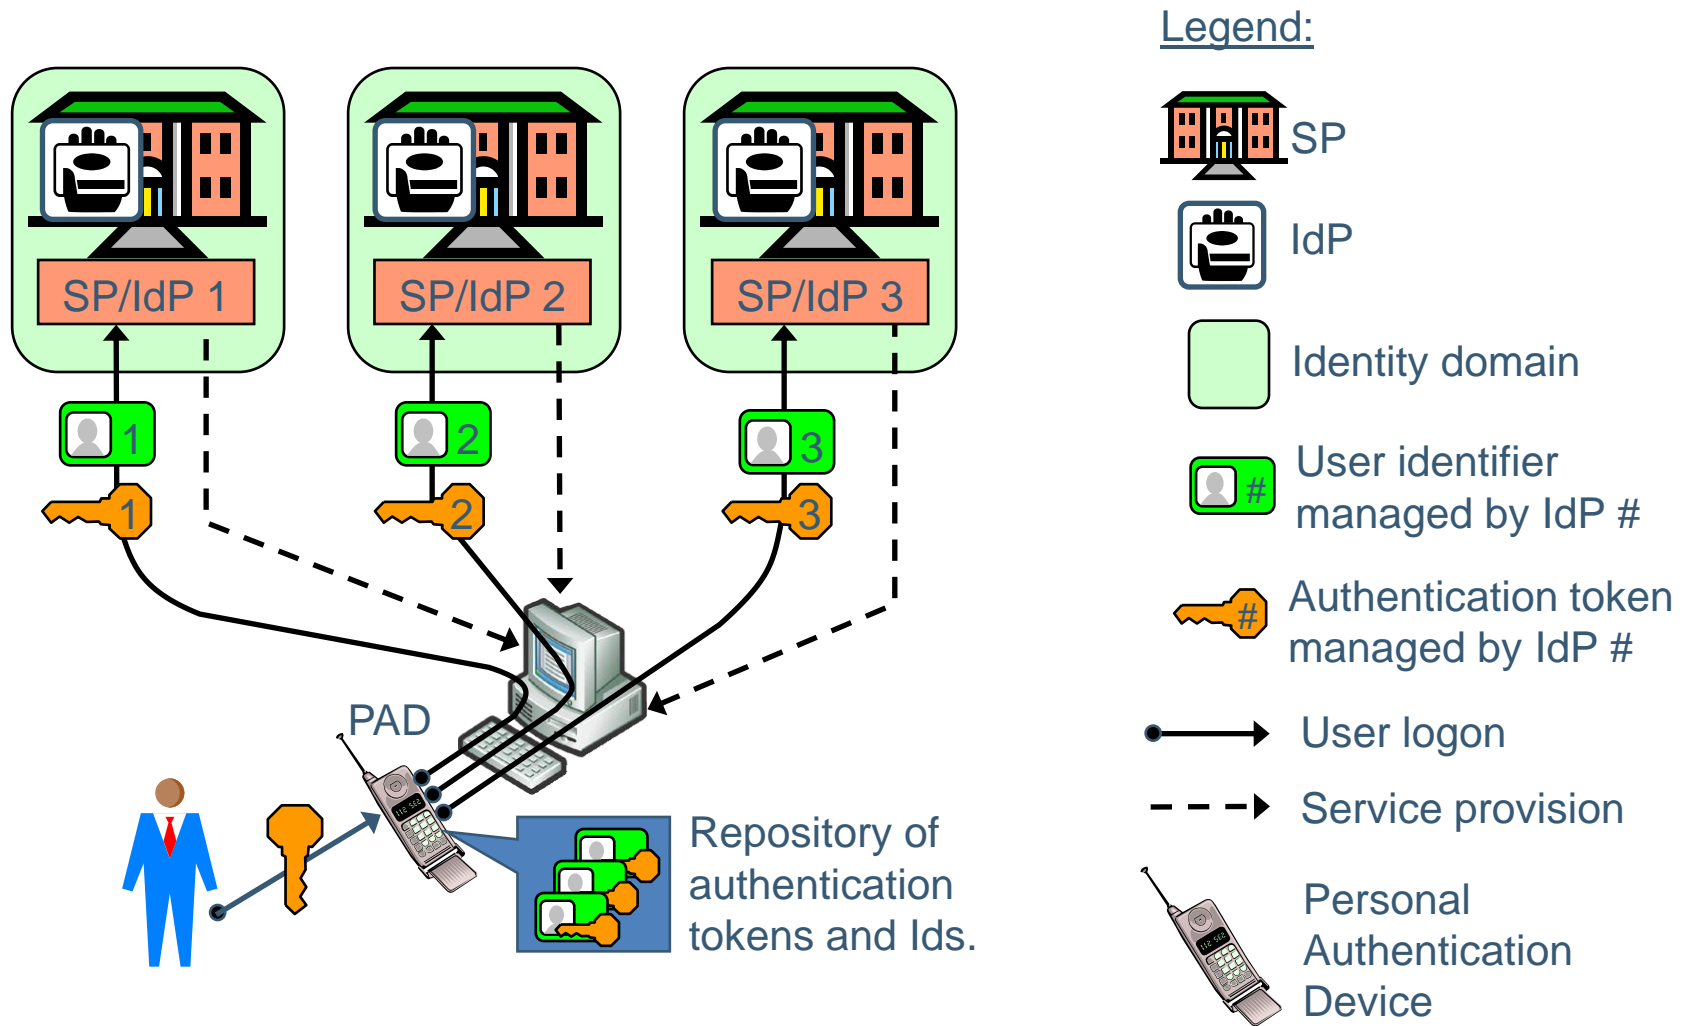 Legend:
SP
IdP
SP/IdP 1
SP/IdP 2
SP/IdP 3
Identity domain
1
2
3
User identifier
#
managed by IdP #
1
2
3
Authentication token
#
managed by IdP #
PAD
User logon
Service provision
Repository of
authentication
tokens and Ids.
Personal
Authentication
Device